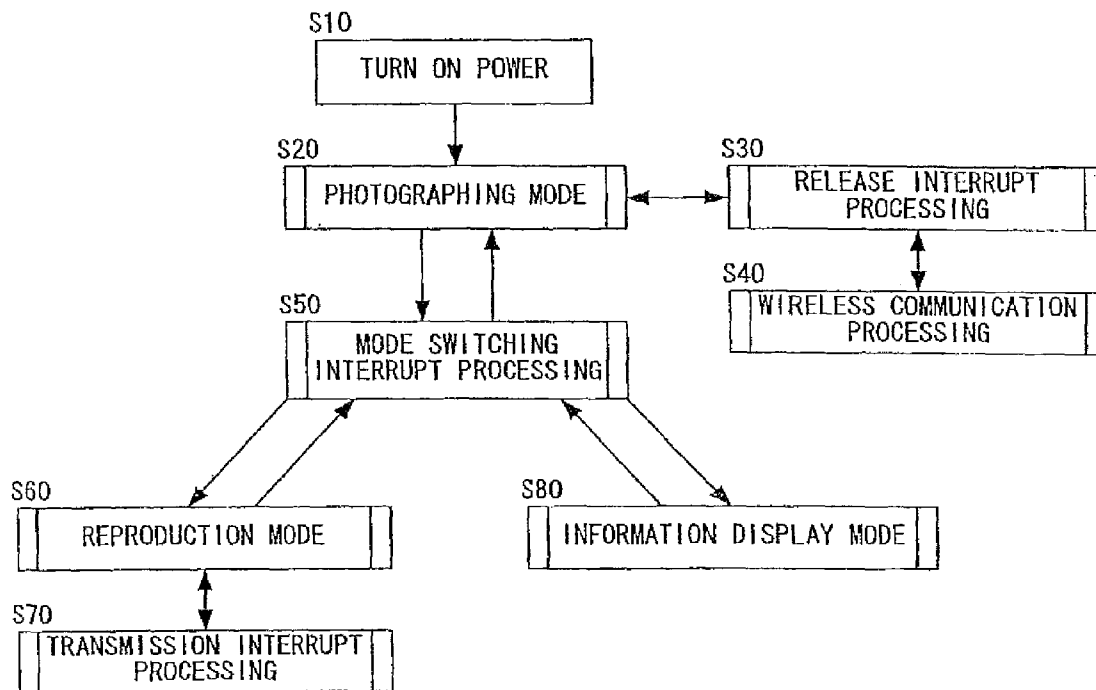 S10
TURN ON POWER
S20
PHOTOGRAPHING MODE
S30
RELEASE INTERRUPT
PROCESSING
S40
WIRELESS COMMUNICATION
PROCESSING
S50
MODE SWITCHING
INTERRUPT PROCESSING
S60
REPRODUCTION MODE
S80
INFORMATION DISPLAY MODE
S70
TRANSMISSION INTERRUPT
PROCESSING